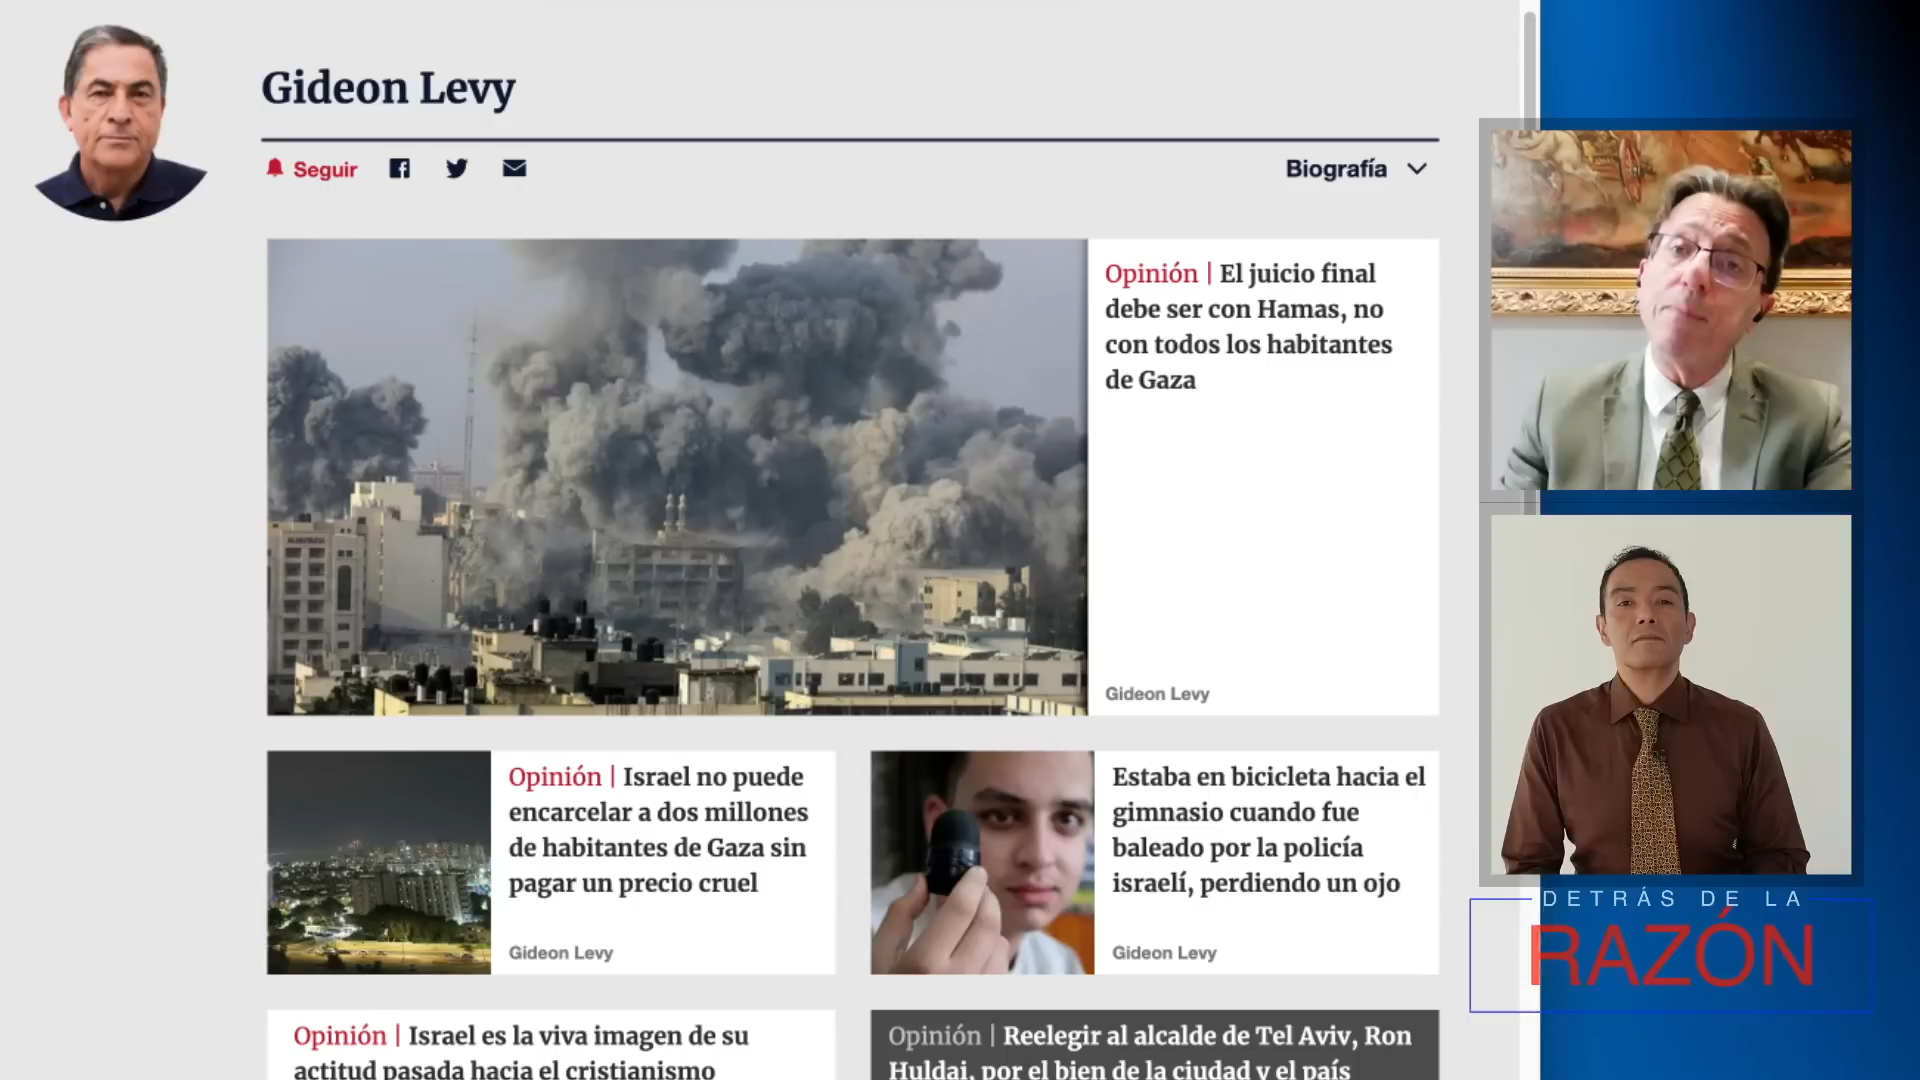 Gideon Levy
Seguir
Biografía
Opinión | El juicio final
debe ser con Hamas, no
con todos los habitantes
de Gaza
Gideon Levy
Opinión | Israel no puede
encarcelar a dos millones
de habitantes de Gaza sin
pagar un precio cruel
Gideon Levy
Estaba en bicicleta hacia el
gimnasio cuando fue
baleado por la policía
israelí, perdiendo un ojo
Gideon Levy
Opinión | Israel es la viva imagen de su
actitud pasada hacia el cristianismo
Opinión | Reelegir al alcalde de Tel Aviv, Ron
Huldai, por el bien de la ciudad y el país
DETRÁS DE LA
RAZÓN